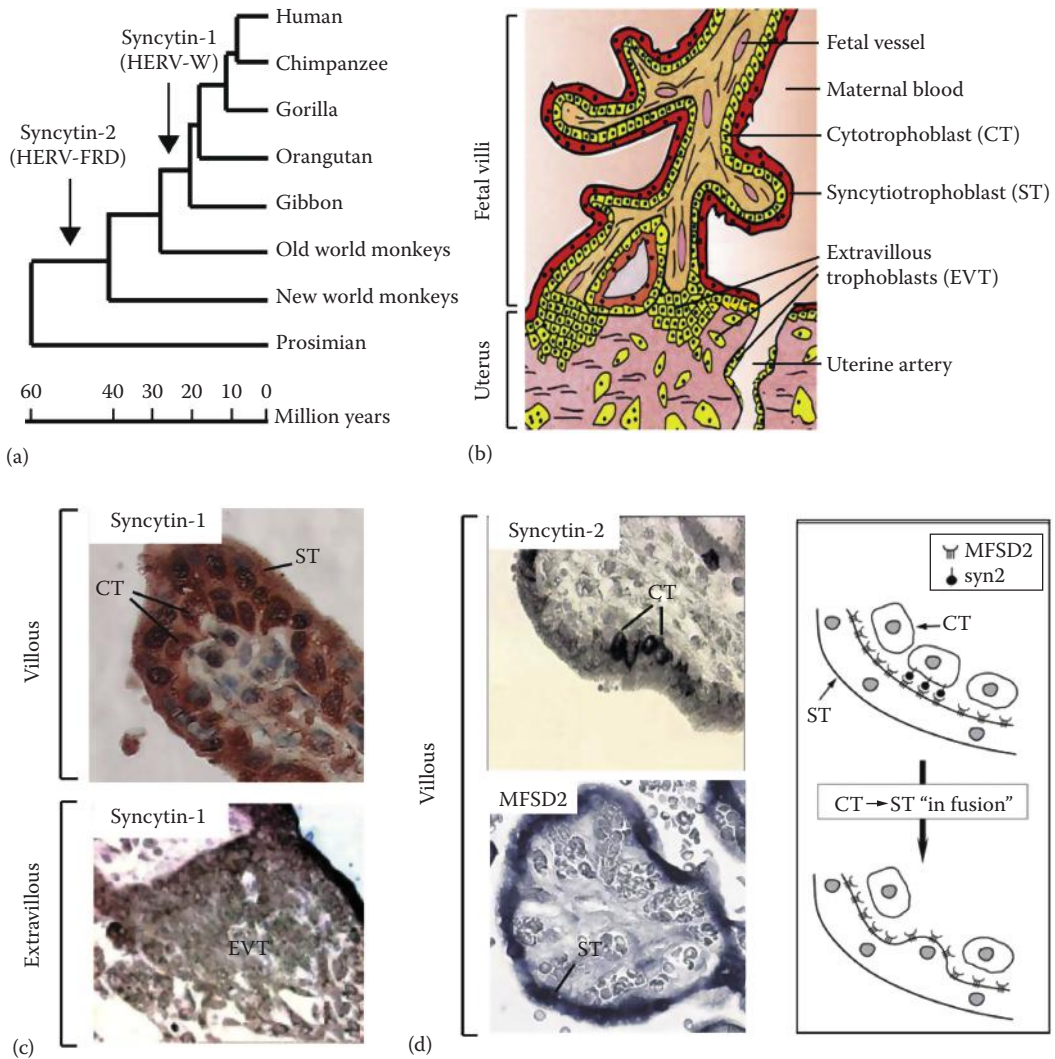 Syncytin-1
(HERV-W)
Syncytin-2
(HERV-FRD)
Human
Chimpanzee
Gorilla
Orangutan
Gibbon
Old world monkeys
New world monkeys
Prosimian
60
40
30
20
10
0
Million years
(a)
Fetal villi
Uterus
Fetal vessel
Maternal blood
Cytotrophoblast (CT)
Syncytiotrophoblast (ST)
Extravillous
trophoblasts (EVT)
Uterine artery
(b)
Villous
Syncytin-1
ST
CT
Extravillous
Syncytin-1
EVT
(c)
Villous
Syncytin-2
CT
MFSD2
ST
(d)
MFSD2
syn2
CT
ST
CT → ST “in fusion”